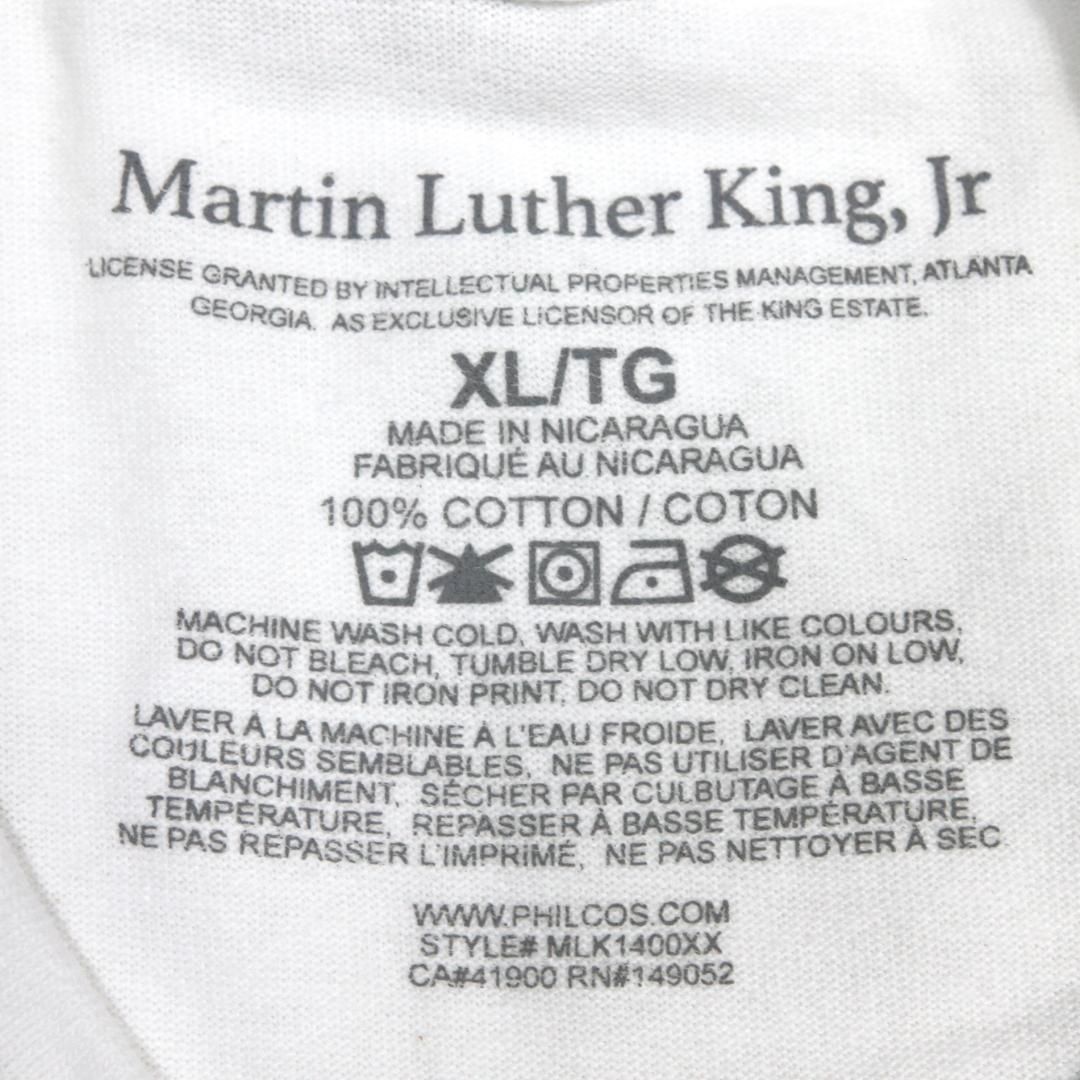 Martin Luther King, Jr
LICENSE GRANTED BY INTELLECTUAL PROPERTIES MANAGEMENT, ATLANTA
GEORGIA. AS EXCLUSIVE LICENSOR OF THE KING ESTATE.
XL/TG
MADE IN NICARAGUA
FABRIQUÉ AU NICARAGUA
100% COTTON / COTON
MACHINE WASH COLD, WASH WITH LIKE COLOURS,
DO NOT BLEACH, TUMBLE DRY LOW, IRON ON LOW,
DO NOT IRON PRINT, DO NOT DRY CLEAN.
LAVER À LA MACHINE À L'EAU FROIDE, LAVER AVEC DES
COULEURS SEMBLABLES, NE PAS UTILISER D'AGENT DE
BLANCHIMENT, SÉCHER PAR CULBUTAGE À BASSE
TEMPÉRATURE, REPASSER À BASSE TEMPÉRATURE,
NE PAS REPASSER L'IMPRIMÉ, NE PAS NETTOYER À SEC
WWW.PHILCOS.COM
STYLE# MLK1400XX
CA#41900 RN#149052